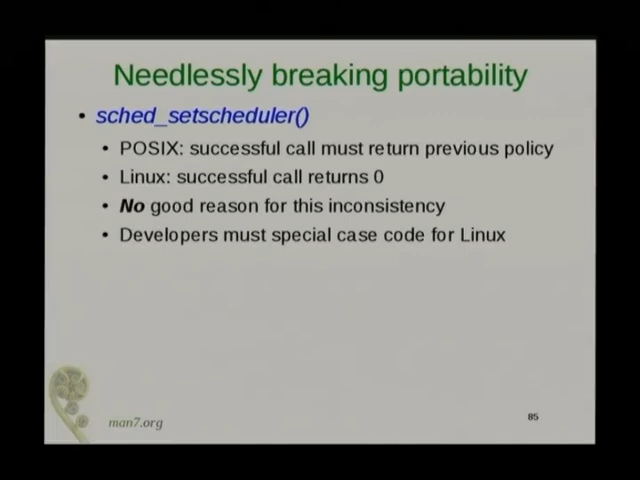 Needlessly breaking portability
• sched_setscheduler()
• POSIX: successful call must return previous policy
• Linux: successful call returns 0
• No good reason for this inconsistency
• Developers must special case code for Linux
man7.org
85